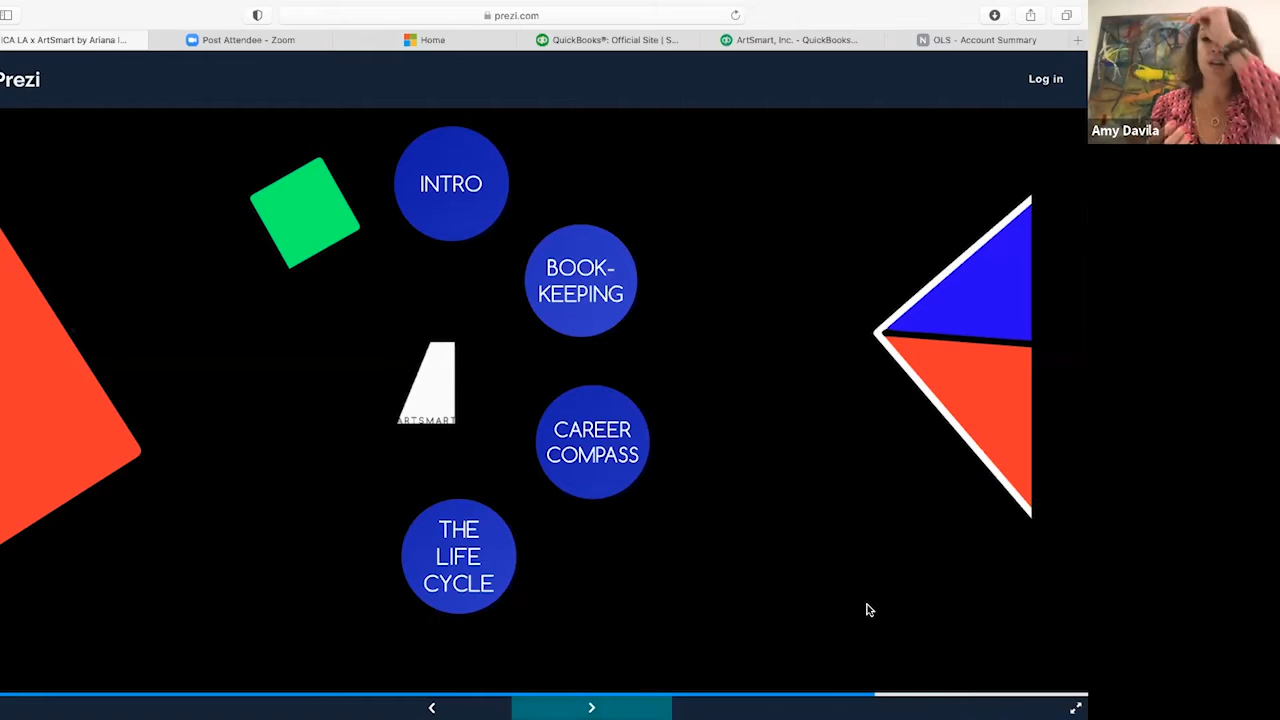 prezi.com
ICA LA x ArtSmart by Ariana I...
Post Attendee - Zoom
Home
QuickBooks®: Official Site | S...
ArtSmart, Inc. - QuickBooks...
N
OLS - Account Summary
Prezi
Log in
Amy Davila
INTRO
BOOK-
KEEPING
ARTSMART
CAREER
COMPASS
THE
LIFE
CYCLE